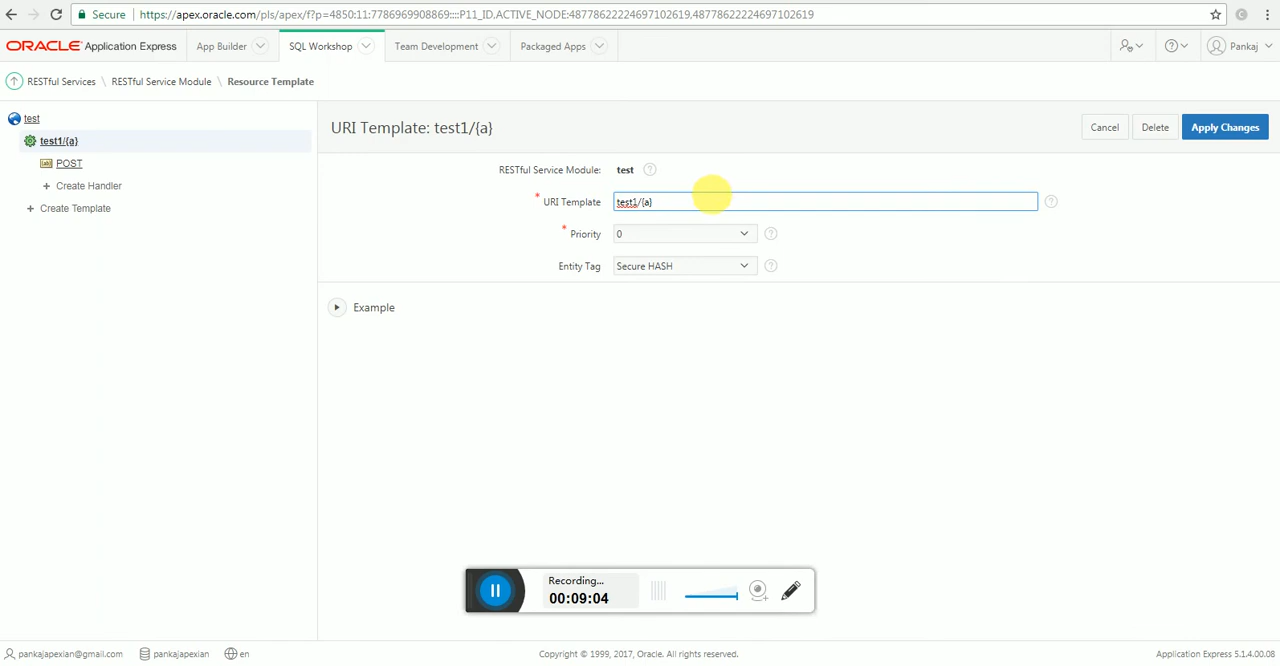 Secure https://apex.oracle.com/pls/apex/f?p=4850:11:7786969908869::::P11_ID.ACTIVE_NODE:48778622224697102619,48778622224697102619
ORACLE Application Express App Builder SQL Workshop Team Development Packaged Apps Pankaj
RESTful Services \ RESTful Service Module \ Resource Template
test
test1/{a}
POST
+ Create Handler
+ Create Template
URI Template: test1/{a} Cancel Delete Apply Changes
RESTful Service Module: test ?
* URI Template test1/{a} ?
* Priority 0 ?
Entity Tag Secure HASH ?
Example
Recording...
00:09:04
pankajapexian@gmail.com pankajapexian en Copyright © 1999, 2017, Oracle. All rights reserved. Application Express 5.1.4.00.08